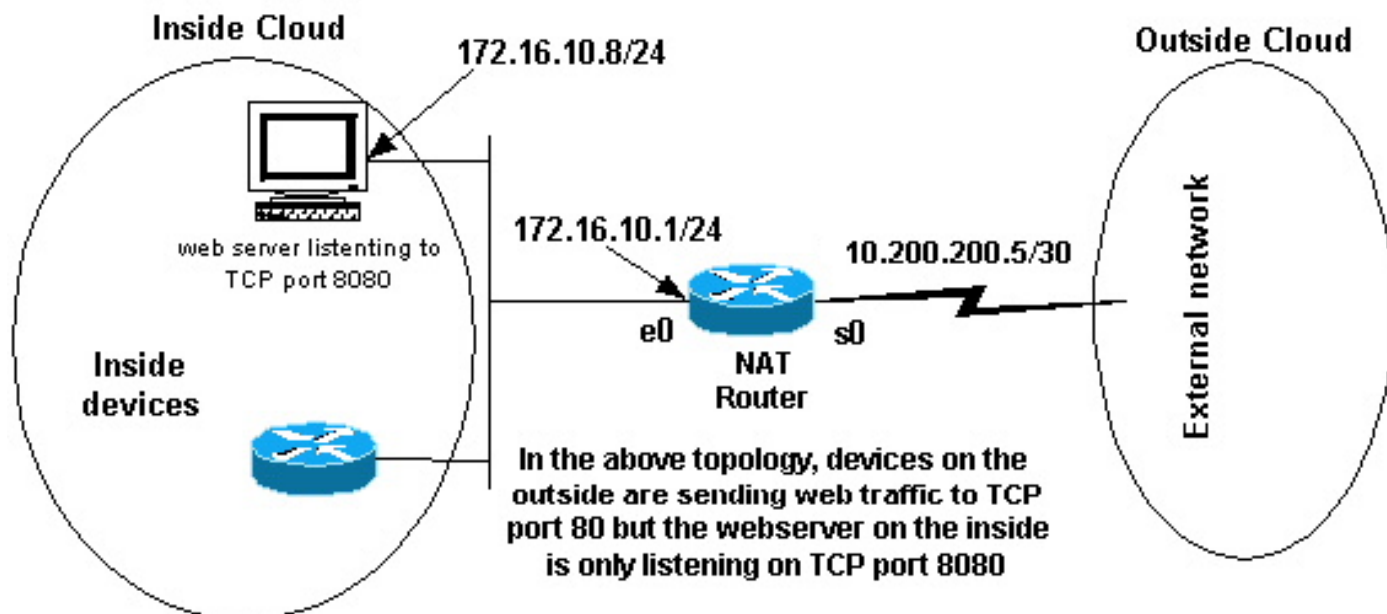 Inside Cloud
172.16.10.8/24
Outside Cloud
web server listenting to
TCP port 8080
172.16.10.1/24
10.200.200.5/30
e0
s0
NAT
Router
External network
Inside
devices
In the above topology, devices on the
outside are sending web traffic to TCP
port 80 but the webserver on the inside
is only listening on TCP port 8080